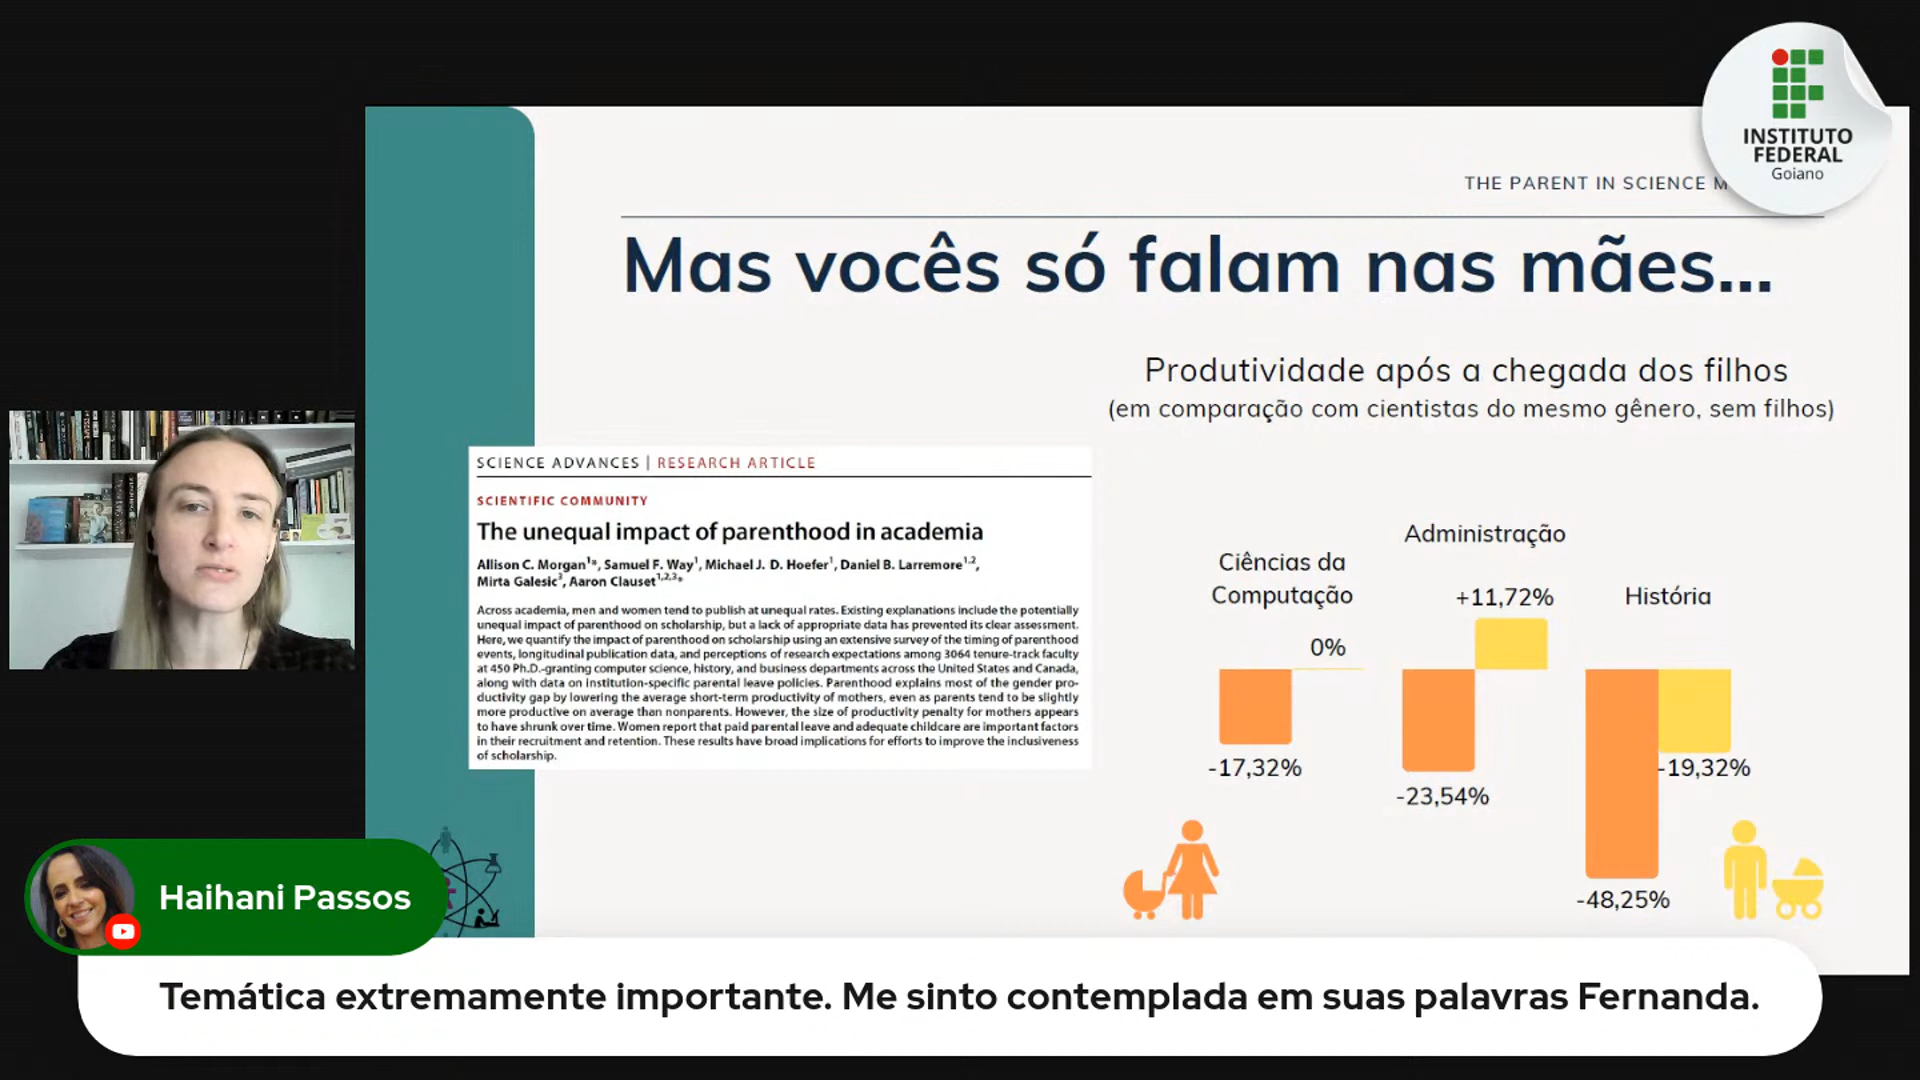 INSTITUTO
FEDERAL
Goiano
THE PARENT IN SCIENCE M
Mas vocês só falam nas mães...
Produtividade após a chegada dos filhos
(em comparação com cientistas do mesmo gênero, sem filhos)
SCIENCE ADVANCES | RESEARCH ARTICLE
SCIENTIFIC COMMUNITY
The unequal impact of parenthood in academia
Allison C. Morgan¹*, Samuel F. Way¹, Michael J. D. Hoefer¹, Daniel B. Larremore¹,²,
Mirta Galesic³, Aaron Clauset¹,²,³*
Across academia, men and women tend to publish at unequal rates. Existing explanations include the potentially
unequal impact of parenthood on scholarship, but a lack of appropriate data has prevented its clear assessment.
Here, we quantify the impact of parenthood on scholarship using an extensive survey of the timing of parenthood
events, longitudinal publication data, and perceptions of research expectations among 3064 tenure-track faculty
at 450 Ph.D.-granting computer science, history, and business departments across the United States and Canada,
along with data on institution-specific parental leave policies. Parenthood explains most of the gender pro-
ductivity gap by lowering the average short-term productivity of mothers, even as parents tend to be slightly
more productive on average than nonparents. However, the size of productivity penalty for mothers appears
to have shrunk over time. Women report that paid parental leave and adequate childcare are important factors
in their recruitment and retention. These results have broad implications for efforts to improve the inclusiveness
of scholarship.
Ciências da
Computação
0%
-17,32%
Administração
+11,72%
-23,54%
História
-19,32%
-48,25%
Haihani Passos
Temática extremamente importante. Me sinto contemplada em suas palavras Fernanda.